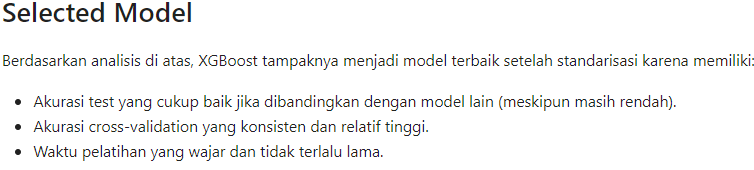 Selected Model
Berdasarkan analisis di atas, XGBoost tampaknya menjadi model terbaik setelah standarisasi karena memiliki:
• Akurasi test yang cukup baik jika dibandingkan dengan model lain (meskipun masih rendah).
• Akurasi cross-validation yang konsisten dan relatif tinggi.
• Waktu pelatihan yang wajar dan tidak terlalu lama.